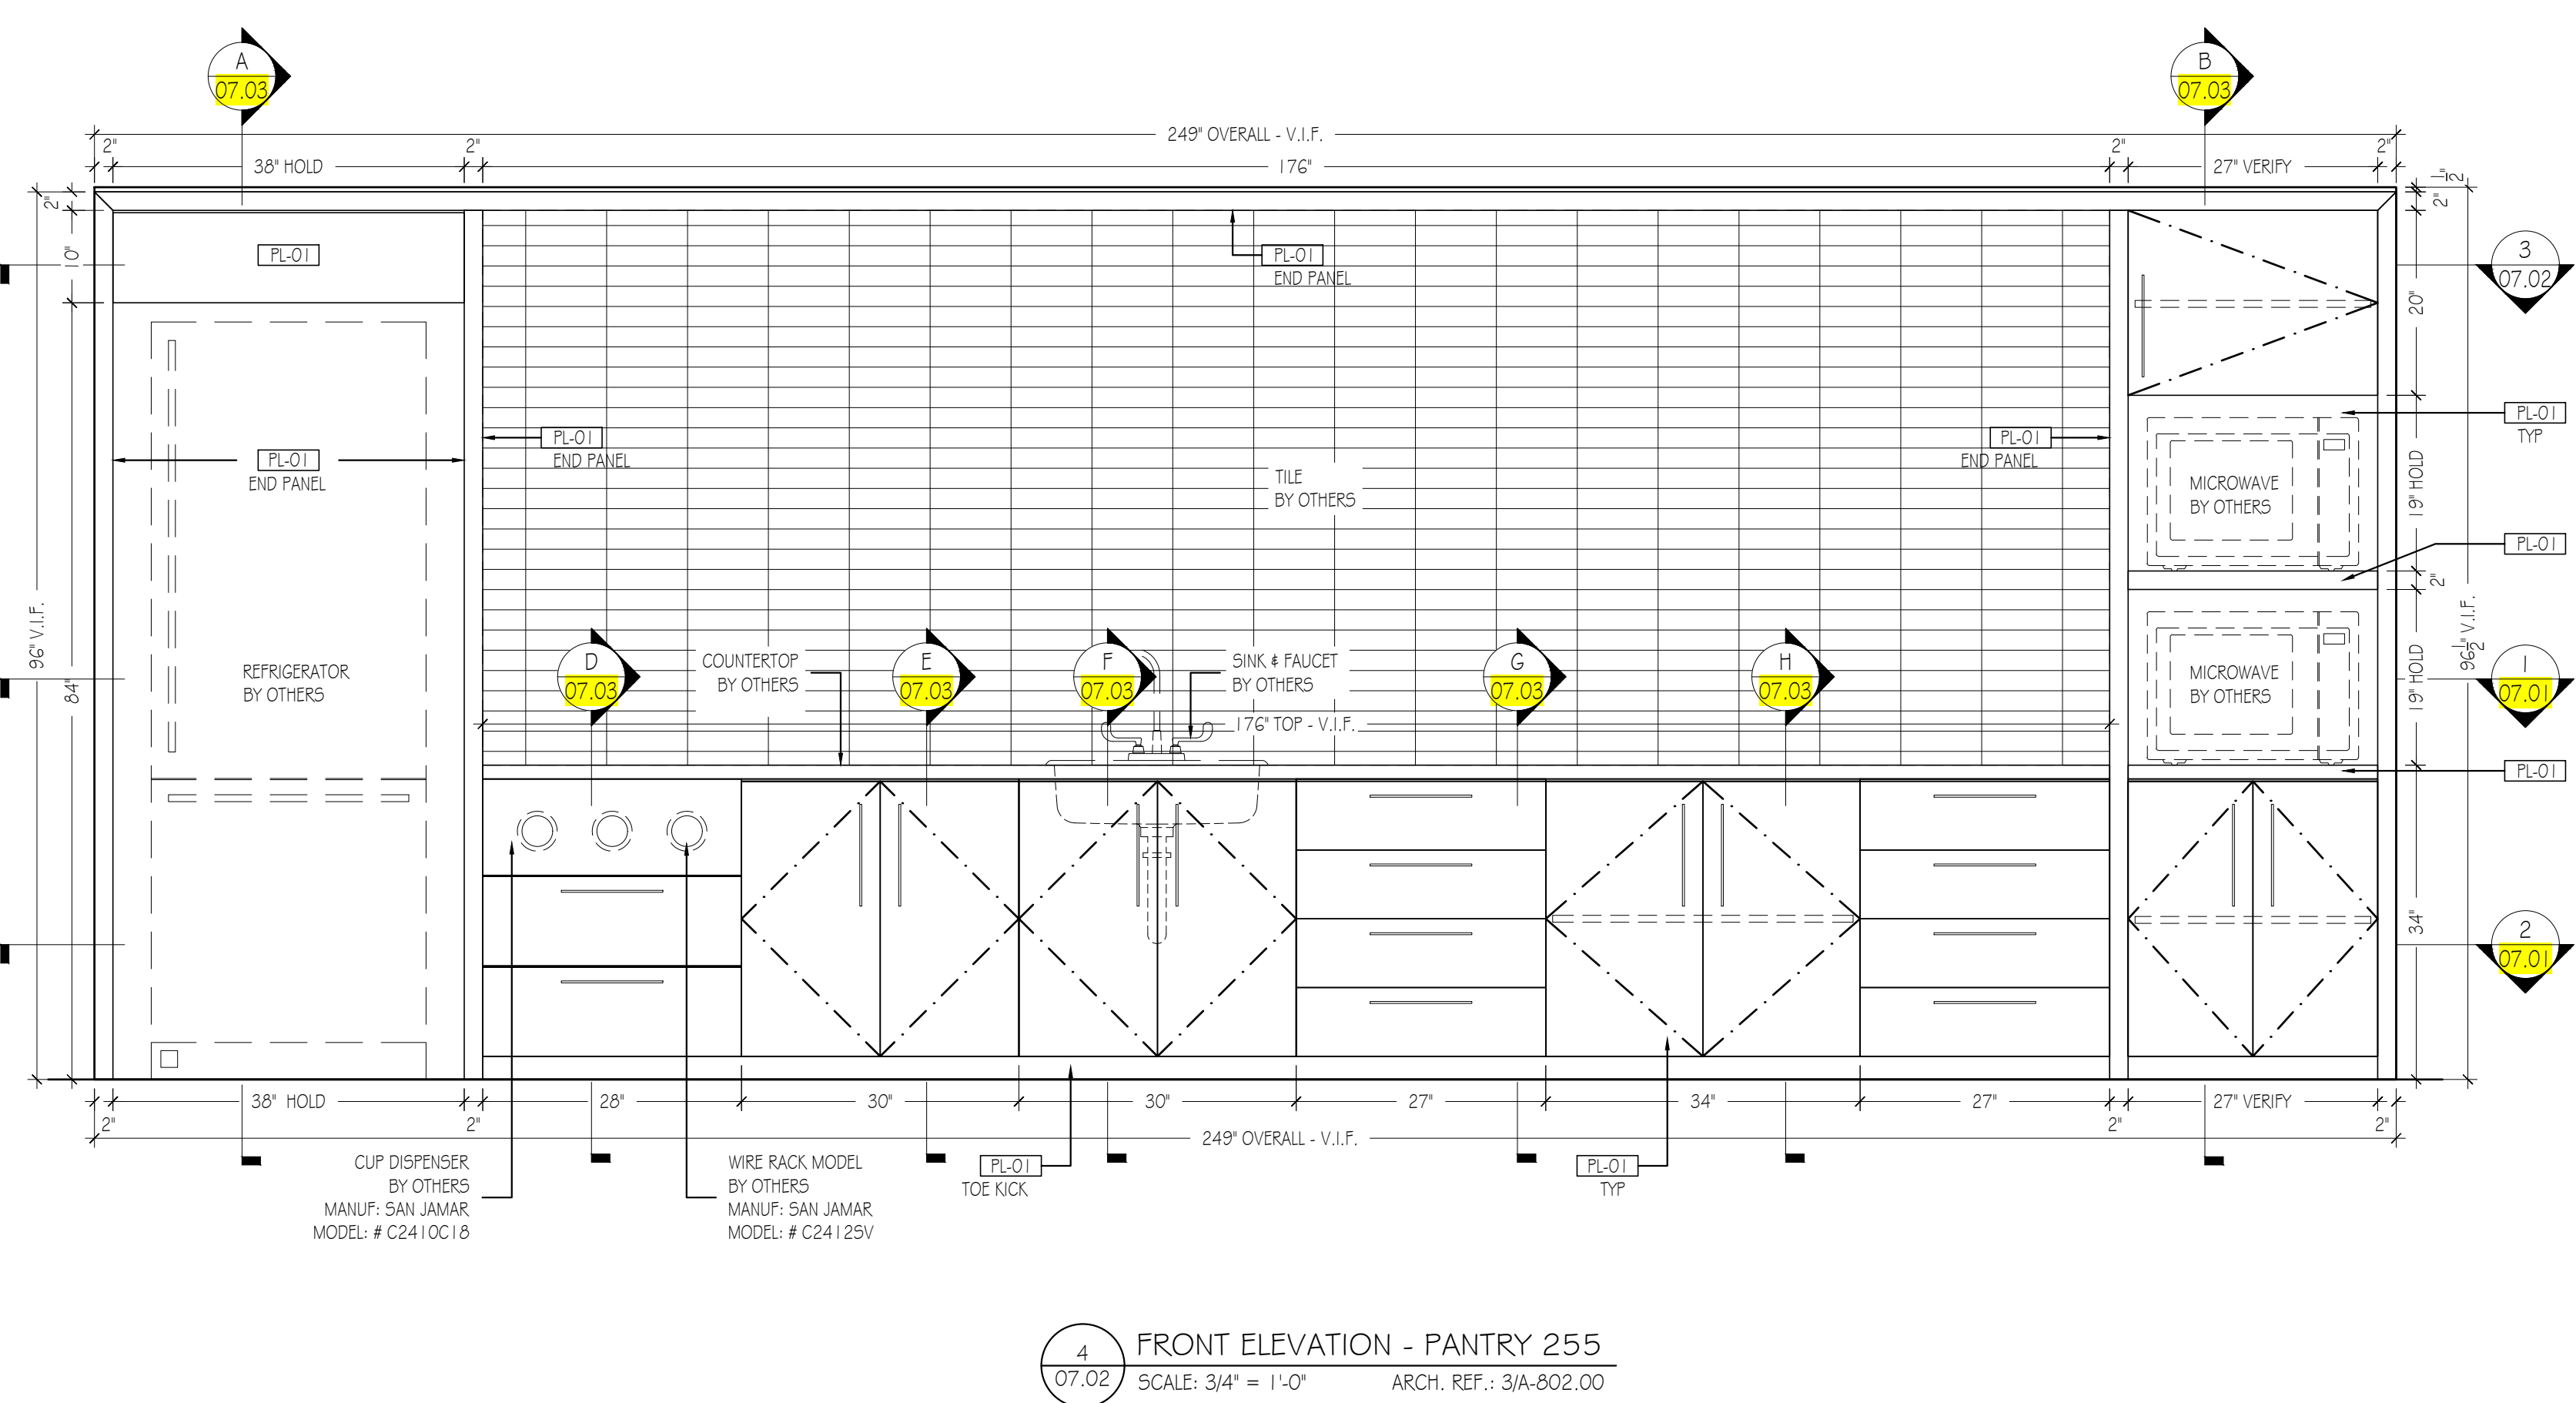 A
07.03
B
07.03
249" OVERALL - V.I.F.
2"
38" HOLD
2"
176"
2"
27" VERIFY
2"
1/2"
2"
2"
10"
PL-01
PL-01
END PANEL
3
07.02
20"
PL-01
TYP
PL-01
END PANEL
PL-01
END PANEL
PL-01
END PANEL
TILE
BY OTHERS
MICROWAVE
BY OTHERS
19" HOLD
PL-01
2"
96" V.I.F.
84"
REFRIGERATOR
BY OTHERS
D
07.03
COUNTERTOP
BY OTHERS
E
07.03
F
07.03
SINK & FAUCET
BY OTHERS
G
07.03
H
07.03
MICROWAVE
BY OTHERS
19" HOLD
96 1/2" V.I.F.
1
07.01
176" TOP - V.I.F.
PL-01
34"
2
07.01
38" HOLD
28"
30"
30"
27"
34"
27"
27" VERIFY
2"
2"
2"
2"
249" OVERALL - V.I.F.
CUP DISPENSER
BY OTHERS
MANUF: SAN JAMAR
MODEL: # C2410C18
WIRE RACK MODEL
BY OTHERS
MANUF: SAN JAMAR
MODEL: # C2412SV
PL-01
TOE KICK
PL-01
TYP
4
07.02
FRONT ELEVATION - PANTRY 255
SCALE: 3/4" = 1'-0" ARCH. REF.: 3/A-802.00